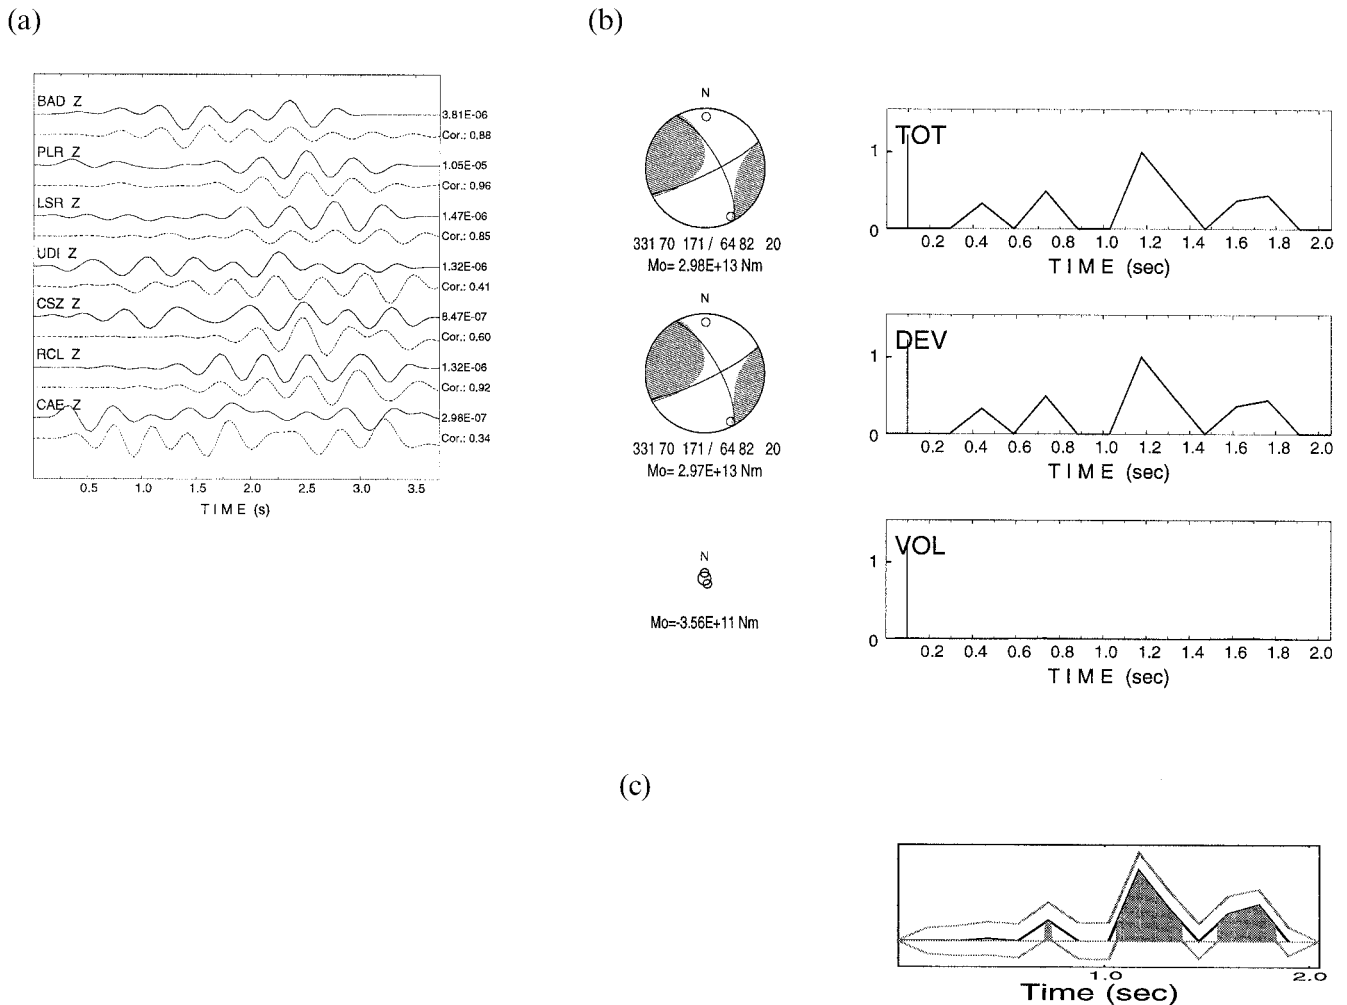 (a)
BAD Z
3.81E-06
Cor.: 0.88
PLR Z
1.05E-05
Cor.: 0.96
LSR Z
1.47E-06
Cor.: 0.85
UDI Z
1.32E-06
Cor.: 0.41
CSZ Z
8.47E-07
Cor.: 0.60
RCL Z
1.32E-06
Cor.: 0.92
CAE Z
2.98E-07
Cor.: 0.34
0.5 1.0 1.5 2.0 2.5 3.0 3.5
TIME (s)
(b)
N
331 70 171 / 64 82 20
Mo= 2.98E+13 Nm
TOT
1
0
0.2 0.4 0.6 0.8 1.0 1.2 1.4 1.6 1.8 2.0
TIME (sec)
N
331 70 171 / 64 82 20
Mo= 2.97E+13 Nm
DEV
1
0
0.2 0.4 0.6 0.8 1.0 1.2 1.4 1.6 1.8 2.0
TIME (sec)
N
Mo=-3.56E+11 Nm
VOL
1
0
0.2 0.4 0.6 0.8 1.0 1.2 1.4 1.6 1.8 2.0
TIME (sec)
(c)
1.0 2.0
Time (sec)